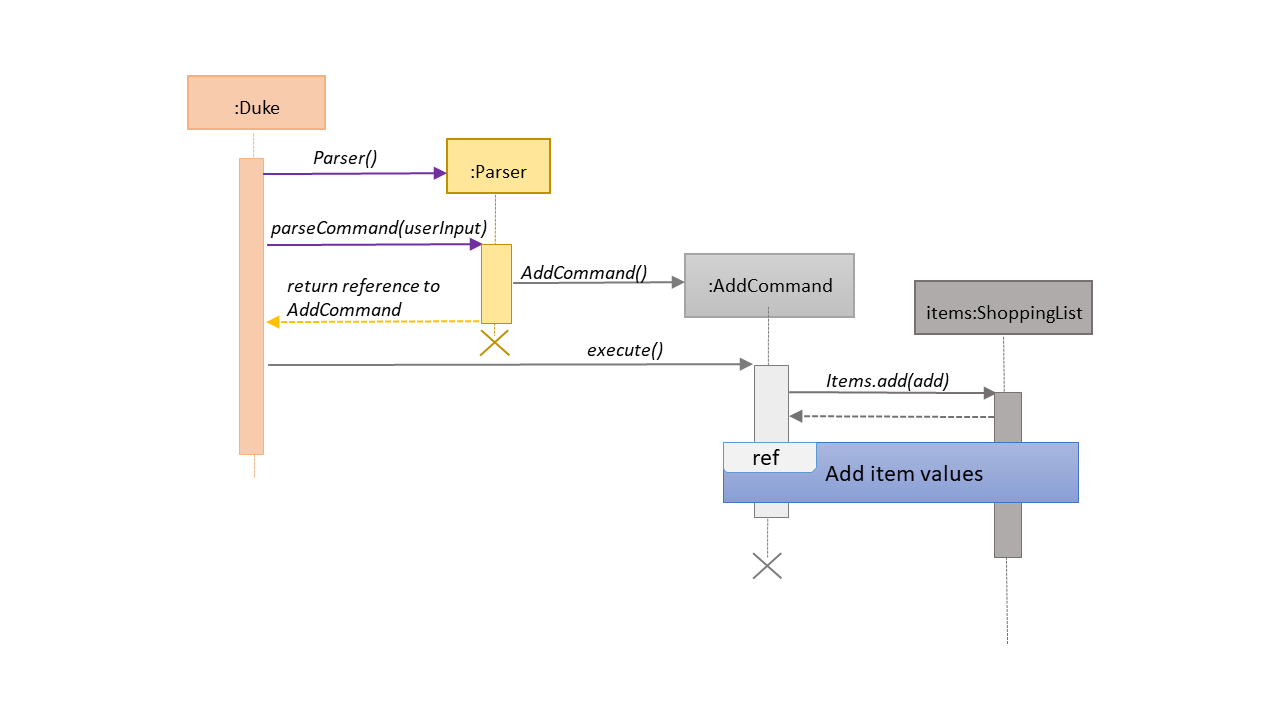 :Duke
Parser()
:Parser
parseCommand(userInput)
AddCommand()
:AddCommand
return reference to
AddCommand
items:ShoppingList
execute()
Items.add(add)
ref
Add item values